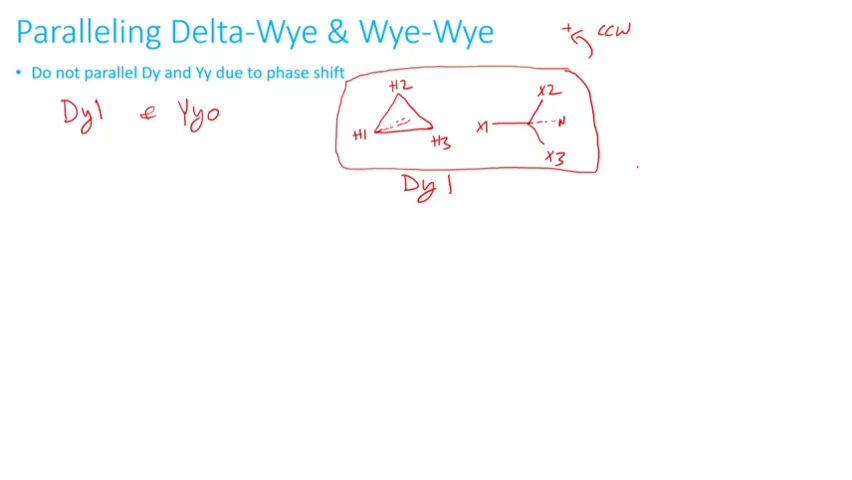 Paralleling Delta-Wye & Wye-Wye
+ CCW
• Do not parallel Dy and Yy due to phase shift
Dy1 & Yy0
H2
X2
H1
H3
X1
N
X3
Dy1